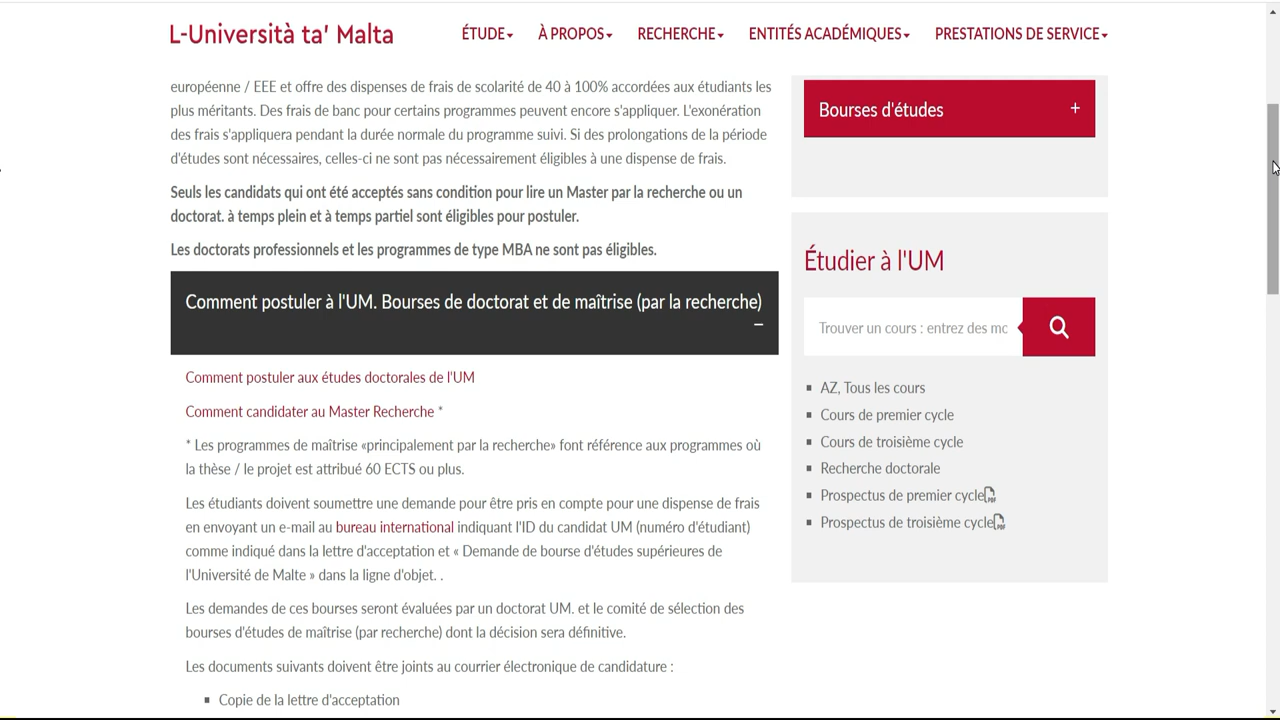 L-Università ta' Malta
ÉTUDE
À PROPOS
RECHERCHE
ENTITÉS ACADÉMIQUES
PRESTATIONS DE SERVICE
européenne / EEE et offre des dispenses de frais de scolarité de 40 à 100% accordées aux étudiants les
plus méritants. Des frais de banc pour certains programmes peuvent encore s'appliquer. L'exonération
des frais s'appliquera pendant la durée normale du programme suivi. Si des prolongations de la période
d'études sont nécessaires, celles-ci ne sont pas nécessairement éligibles à une dispense de frais.
Seuls les candidats qui ont été acceptés sans condition pour lire un Master par la recherche ou un
doctorat. à temps plein et à temps partiel sont éligibles pour postuler.
Les doctorats professionnels et les programmes de type MBA ne sont pas éligibles.
Comment postuler à l'UM. Bourses de doctorat et de maîtrise (par la recherche)
–
Comment postuler aux études doctorales de l'UM
Comment candidater au Master Recherche *
* Les programmes de maîtrise «principalement par la recherche» font référence aux programmes où
la thèse / le projet est attribué 60 ECTS ou plus.
Les étudiants doivent soumettre une demande pour être pris en compte pour une dispense de frais
en envoyant un e-mail au bureau international indiquant l'ID du candidat UM (numéro d'étudiant)
comme indiqué dans la lettre d'acceptation et « Demande de bourse d'études supérieures de
l'Université de Malte » dans la ligne d'objet. .
Les demandes de ces bourses seront évaluées par un doctorat UM. et le comité de sélection des
bourses d'études de maîtrise (par recherche) dont la décision sera définitive.
Les documents suivants doivent être joints au courrier électronique de candidature :
▪ Copie de la lettre d'acceptation
Bourses d'études +
Étudier à l'UM
Trouver un cours : entrez des mc
▪ AZ, Tous les cours
▪ Cours de premier cycle
▪ Cours de troisième cycle
▪ Recherche doctorale
▪ Prospectus de premier cycle
▪ Prospectus de troisième cycle